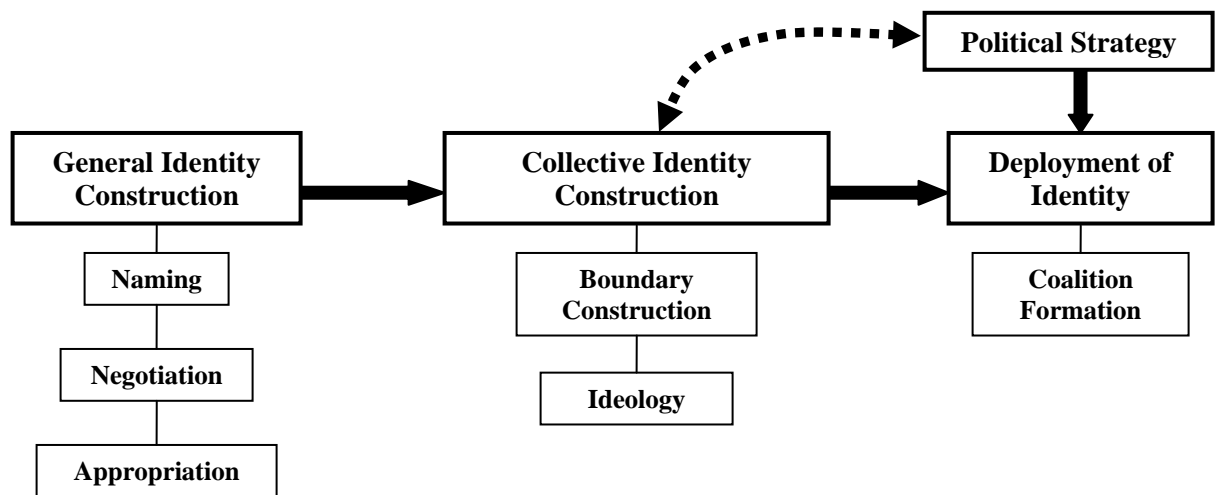 Political Strategy
General Identity
Construction
Collective Identity
Construction
Deployment of
Identity
Naming
Negotiation
Appropriation
Boundary
Construction
Ideology
Coalition
Formation